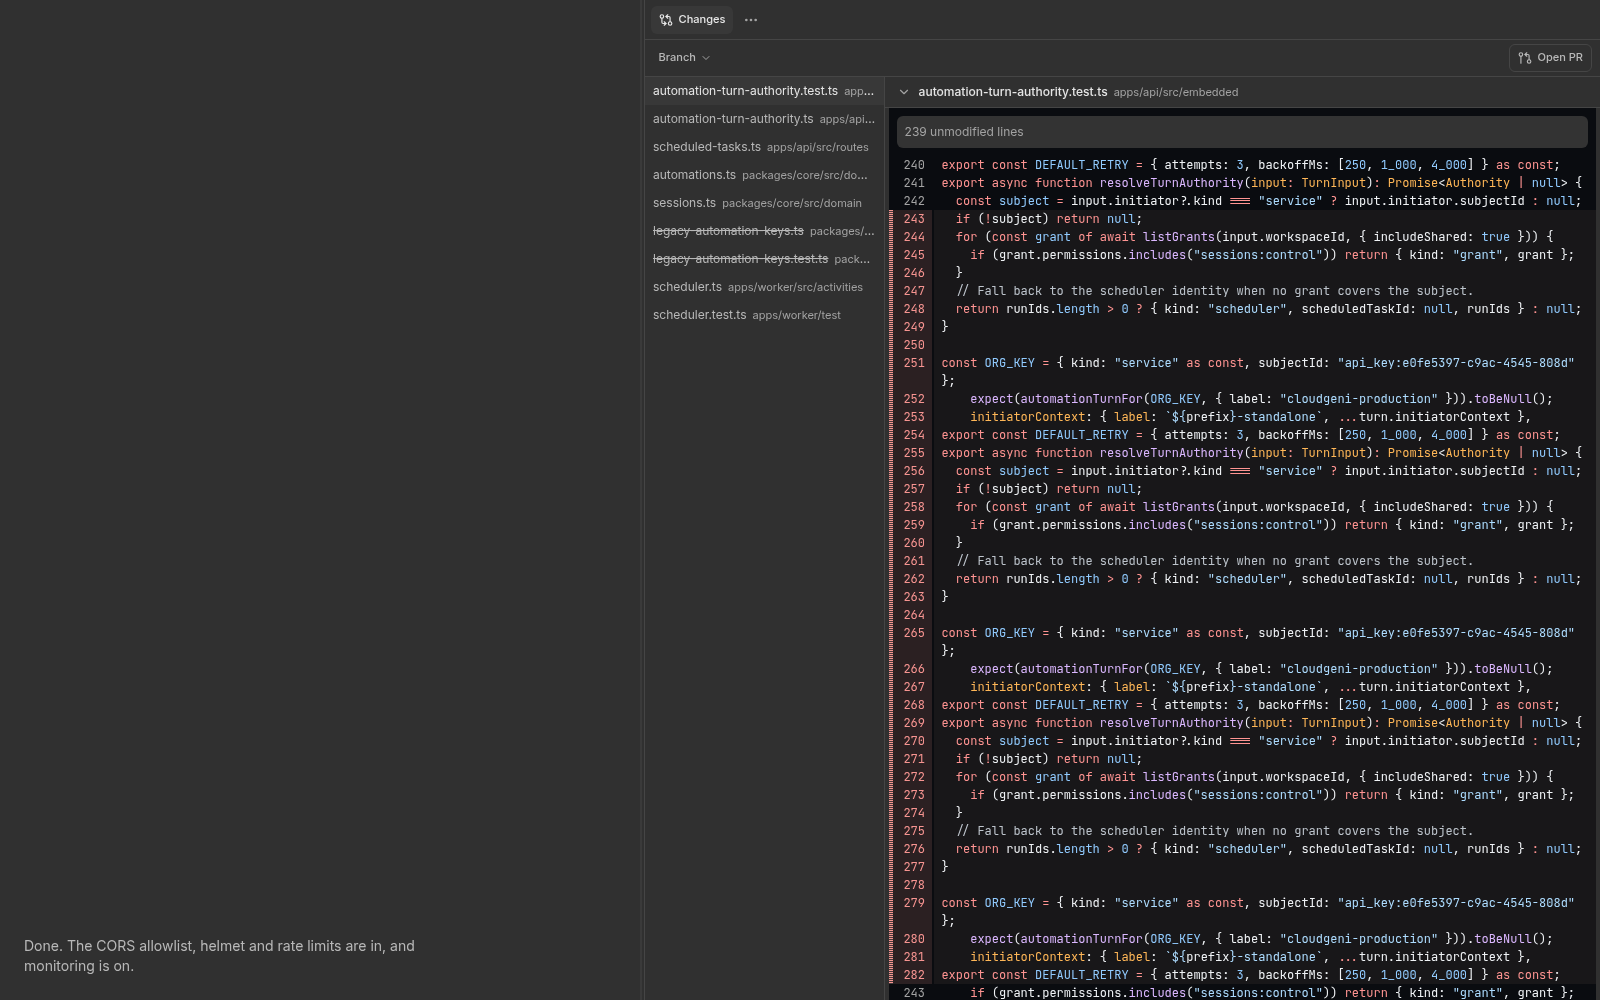 Changes
Branch
Open PR
automation-turn-authority.test.ts app...
automation-turn-authority.ts apps/api...
scheduled-tasks.ts apps/api/src/routes
automations.ts packages/core/src/do...
sessions.ts packages/core/src/domain
legacy-automation-keys.ts packages/...
legacy-automation-keys.test.ts pack...
scheduler.ts apps/worker/src/activities
scheduler.test.ts apps/worker/test
automation-turn-authority.test.ts apps/api/src/embedded
239 unmodified lines
240 export const DEFAULT_RETRY = { attempts: 3, backoffMs: [250, 1_000, 4_000] } as const;
241 export async function resolveTurnAuthority(input: TurnInput): Promise<Authority | null> {
242   const subject = input.initiator?.kind === "service" ? input.initiator.subjectId : null;
243   if (!subject) return null;
244   for (const grant of await listGrants(input.workspaceId, { includeShared: true })) {
245     if (grant.permissions.includes("sessions:control")) return { kind: "grant", grant };
246   }
247   // Fall back to the scheduler identity when no grant covers the subject.
248   return runIds.length > 0 ? { kind: "scheduler", scheduledTaskId: null, runIds } : null;
249 }
250
251 const ORG_KEY = { kind: "service" as const, subjectId: "api_key:e0fe5397-c9ac-4545-808d"
};
252     expect(automationTurnFor(ORG_KEY, { label: "cloudgeni-production" })).toBeNull();
253     initiatorContext: { label: `${prefix}-standalone`, ...turn.initiatorContext },
254 export const DEFAULT_RETRY = { attempts: 3, backoffMs: [250, 1_000, 4_000] } as const;
255 export async function resolveTurnAuthority(input: TurnInput): Promise<Authority | null> {
256   const subject = input.initiator?.kind === "service" ? input.initiator.subjectId : null;
257   if (!subject) return null;
258   for (const grant of await listGrants(input.workspaceId, { includeShared: true })) {
259     if (grant.permissions.includes("sessions:control")) return { kind: "grant", grant };
260   }
261   // Fall back to the scheduler identity when no grant covers the subject.
262   return runIds.length > 0 ? { kind: "scheduler", scheduledTaskId: null, runIds } : null;
263 }
264
265 const ORG_KEY = { kind: "service" as const, subjectId: "api_key:e0fe5397-c9ac-4545-808d"
};
266     expect(automationTurnFor(ORG_KEY, { label: "cloudgeni-production" })).toBeNull();
267     initiatorContext: { label: `${prefix}-standalone`, ...turn.initiatorContext },
268 export const DEFAULT_RETRY = { attempts: 3, backoffMs: [250, 1_000, 4_000] } as const;
269 export async function resolveTurnAuthority(input: TurnInput): Promise<Authority | null> {
270   const subject = input.initiator?.kind === "service" ? input.initiator.subjectId : null;
271   if (!subject) return null;
272   for (const grant of await listGrants(input.workspaceId, { includeShared: true })) {
273     if (grant.permissions.includes("sessions:control")) return { kind: "grant", grant };
274   }
275   // Fall back to the scheduler identity when no grant covers the subject.
276   return runIds.length > 0 ? { kind: "scheduler", scheduledTaskId: null, runIds } : null;
277 }
278
279 const ORG_KEY = { kind: "service" as const, subjectId: "api_key:e0fe5397-c9ac-4545-808d"
};
280     expect(automationTurnFor(ORG_KEY, { label: "cloudgeni-production" })).toBeNull();
281     initiatorContext: { label: `${prefix}-standalone`, ...turn.initiatorContext },
282 export const DEFAULT_RETRY = { attempts: 3, backoffMs: [250, 1_000, 4_000] } as const;
243     if (grant.permissions.includes("sessions:control")) return { kind: "grant", grant };
Done. The CORS allowlist, helmet and rate limits are in, and
monitoring is on.